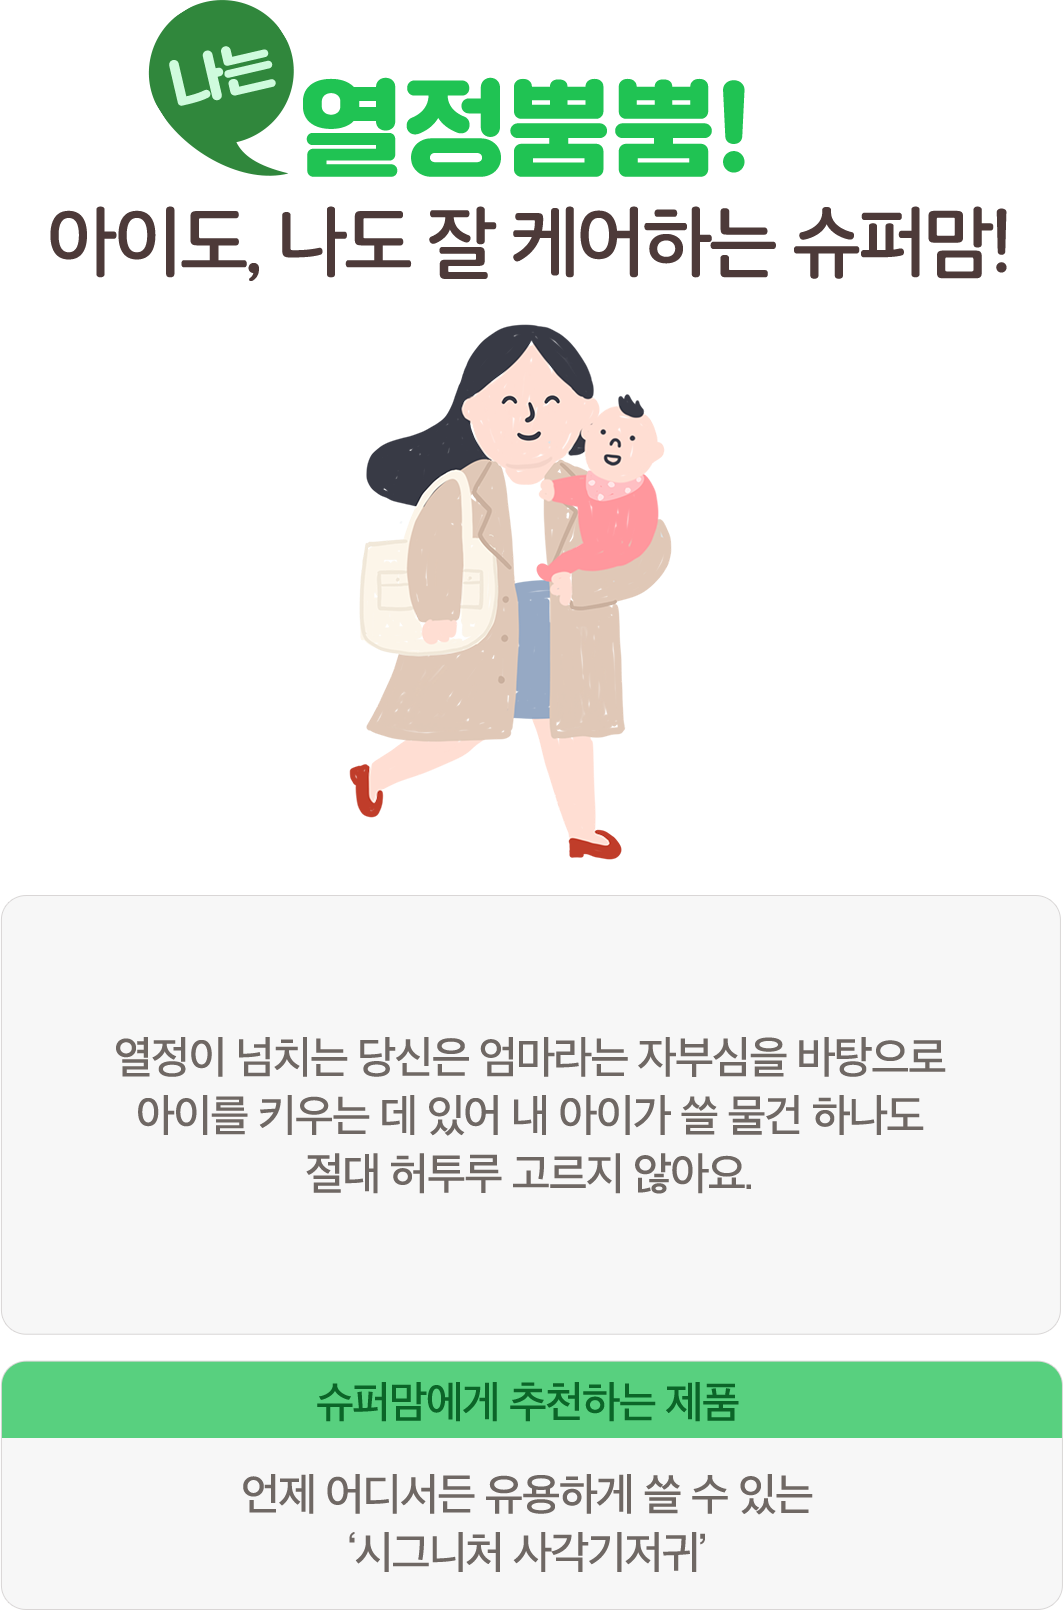 나는
열정뿜뿜!
아이도, 나도 잘 케어하는 슈퍼맘!
열정이 넘치는 당신은 엄마라는 자부심을 바탕으로
아이를 키우는 데 있어 내 아이가 쓸 물건 하나도
절대 허투루 고르지 않아요.
슈퍼맘에게 추천하는 제품
언제 어디서든 유용하게 쓸 수 있는
‘시그니처 사각기저귀’